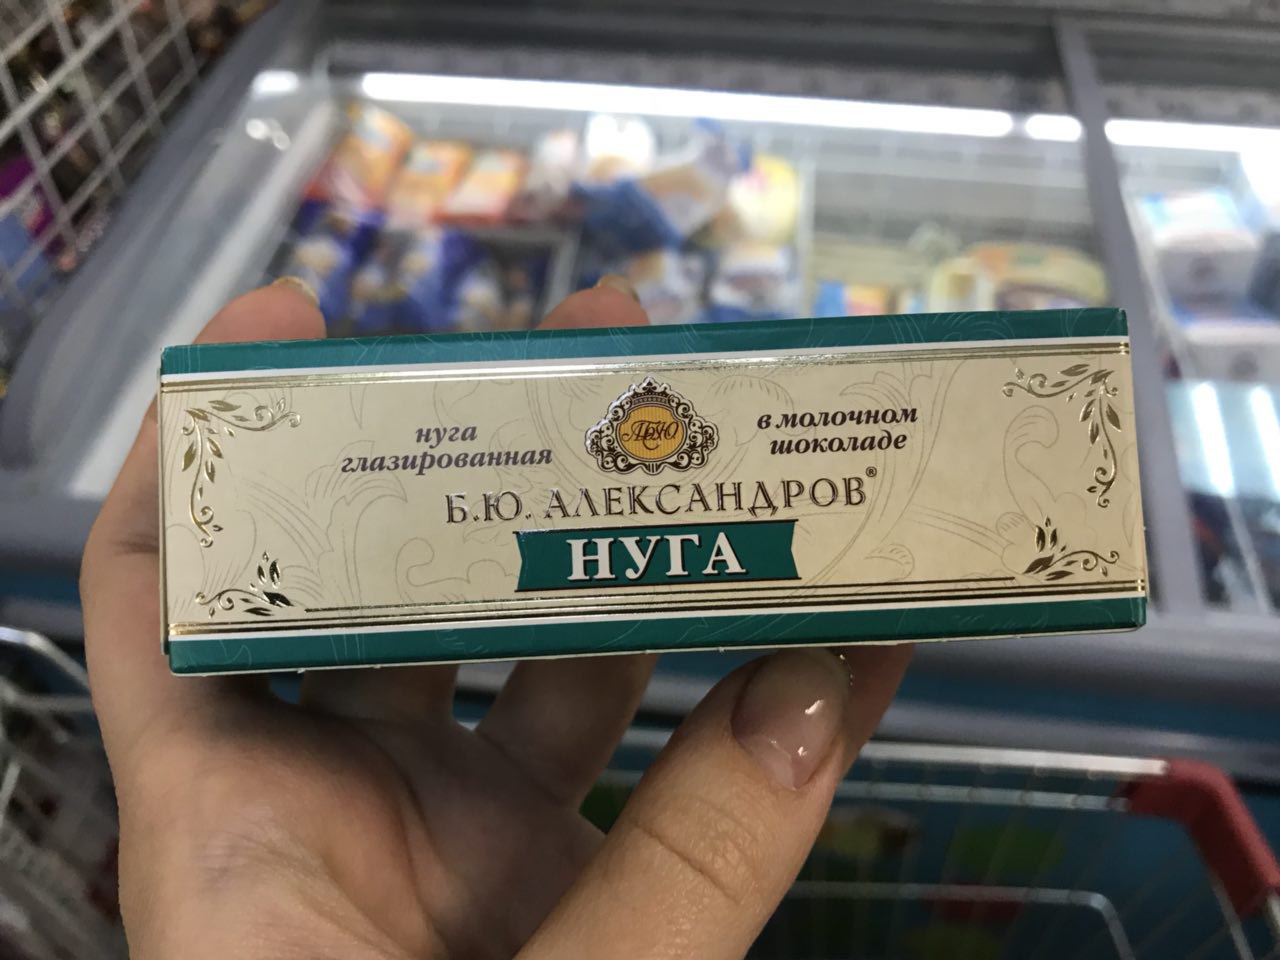 нуга
глазированная
в молочном
шоколаде
Б.Ю. АЛЕКСАНДРОВ®
НУГА